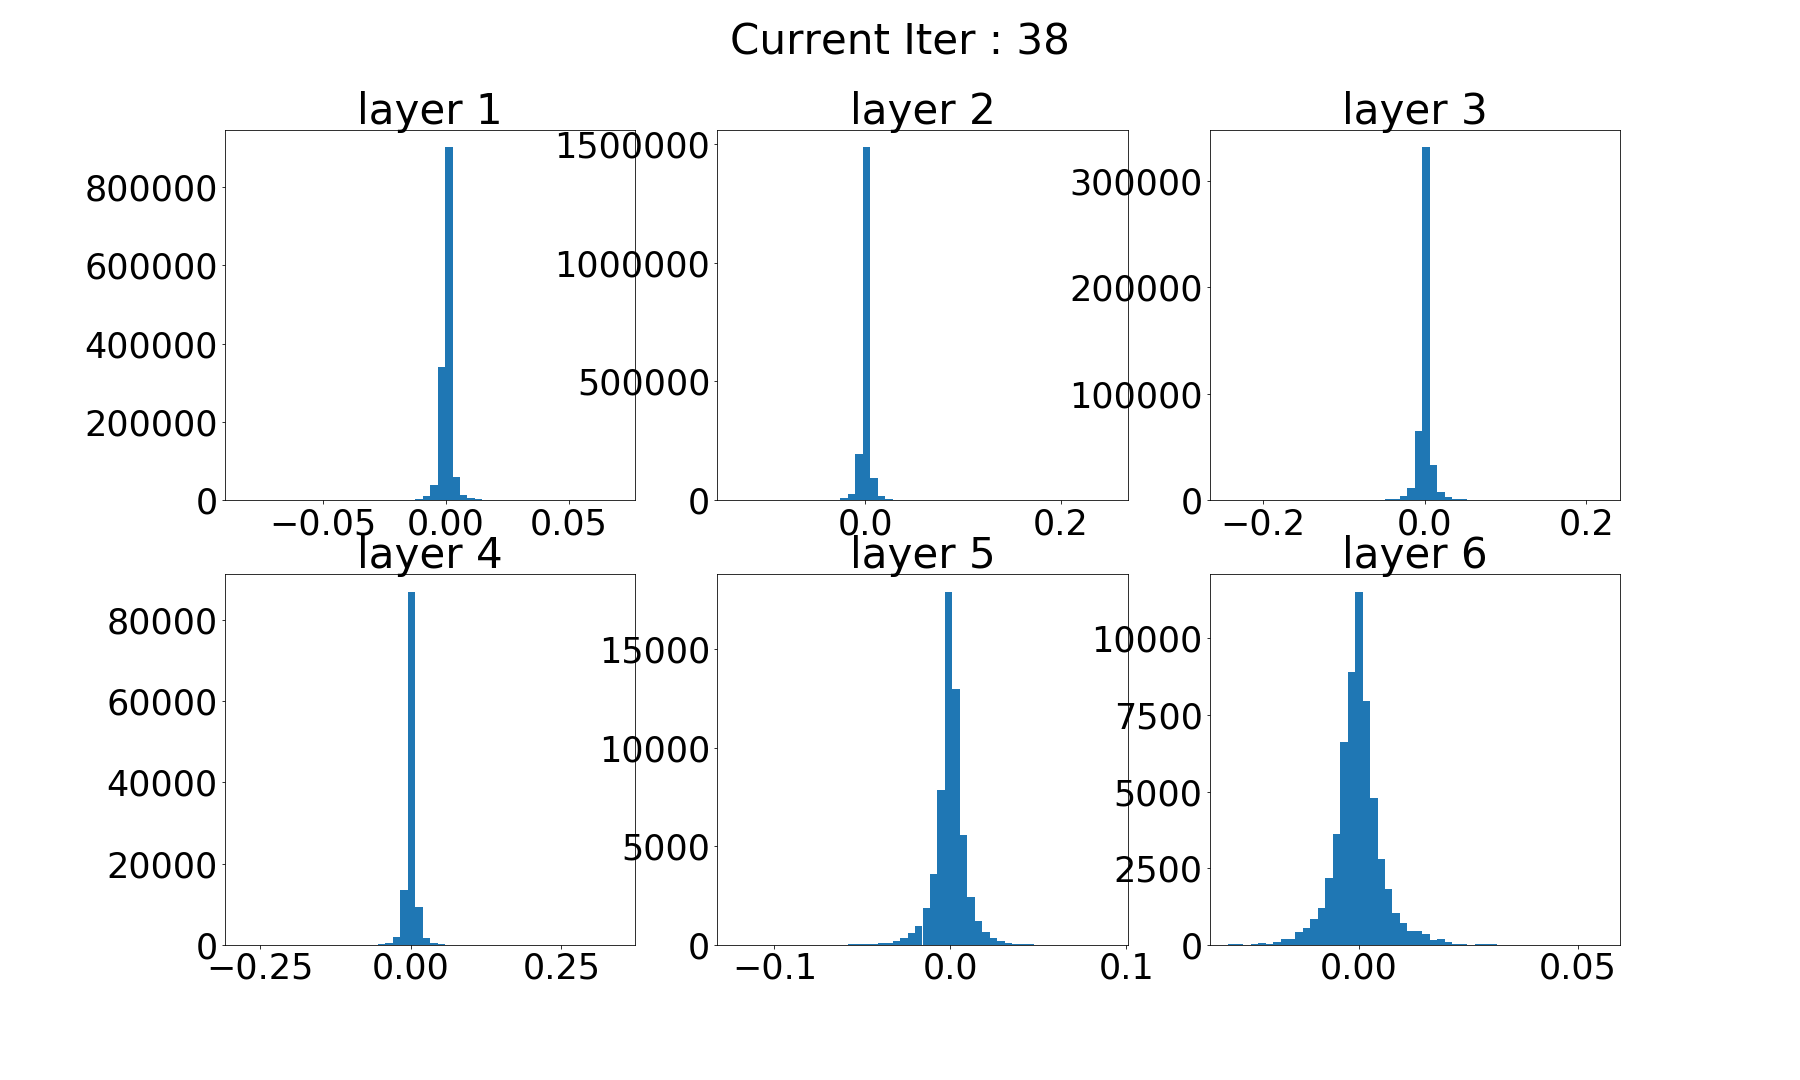 Current Iter : 38
layer 1
800000
600000
400000
200000
0
−0.05 0.00 0.05
layer 2
1500000
1000000
500000
0
0.0 0.2
layer 3
300000
200000
100000
0
−0.2 0.0 0.2
layer 4
80000
60000
40000
20000
0
−0.25 0.00 0.25
layer 5
15000
10000
5000
0
−0.1 0.0 0.1
layer 6
10000
7500
5000
2500
0
0.00 0.05